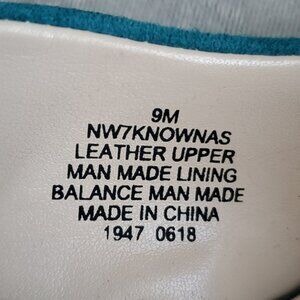 9M
NW7KNOWNAS
LEATHER UPPER
MAN MADE LINING
BALANCE MAN MADE
MADE IN CHINA
1947 0618